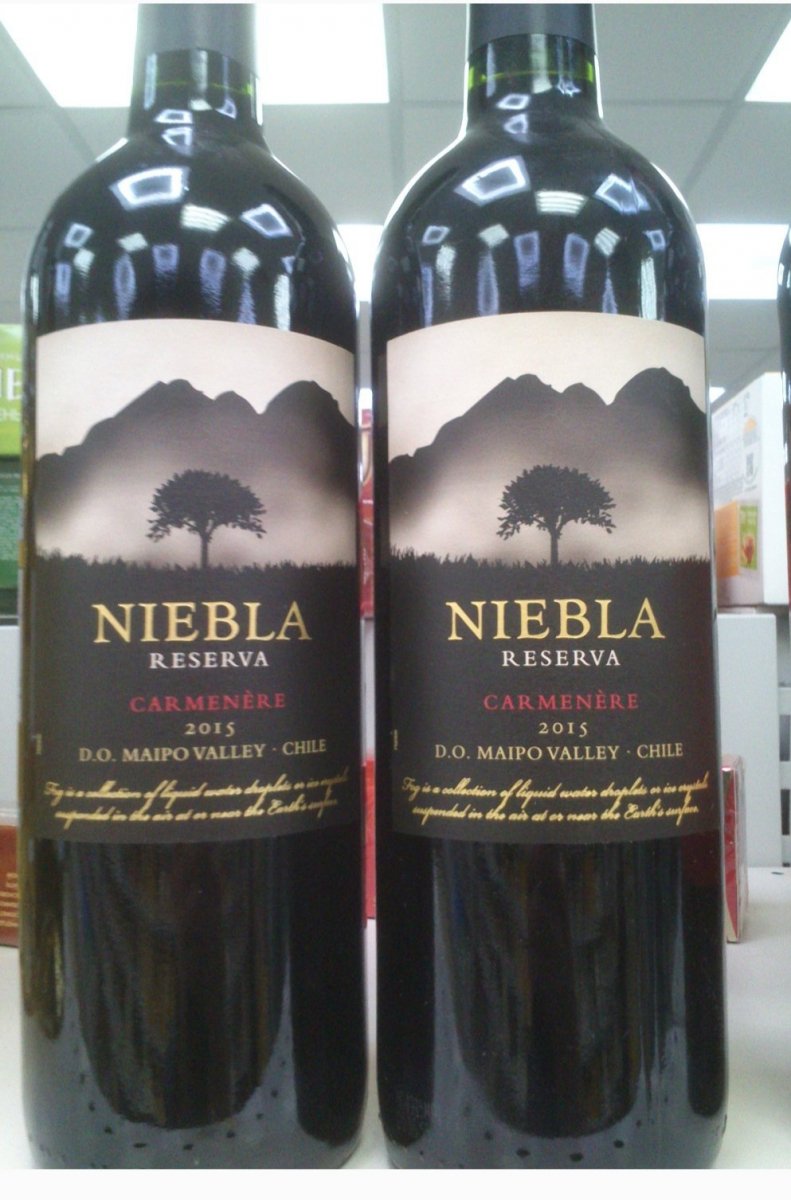 NIEBLA
RESERVA
CARMENÈRE
2015
D.O. MAIPO VALLEY · CHILE
Fog is a collection of liquid water droplets or ice crystals
suspended in the air at or near the Earth's surface.
NIEBLA
RESERVA
CARMENÈRE
2015
D.O. MAIPO VALLEY · CHILE
Fog is a collection of liquid water droplets or ice crystals
suspended in the air at or near the Earth's surface.